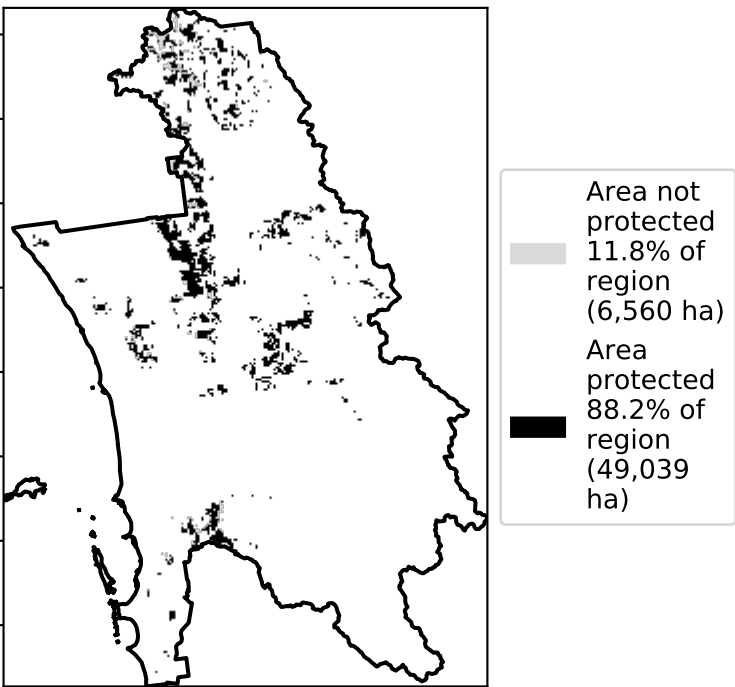 Area not
protected
11.8% of
region
(6,560 ha)
Area
protected
88.2% of
region
(49,039
ha)